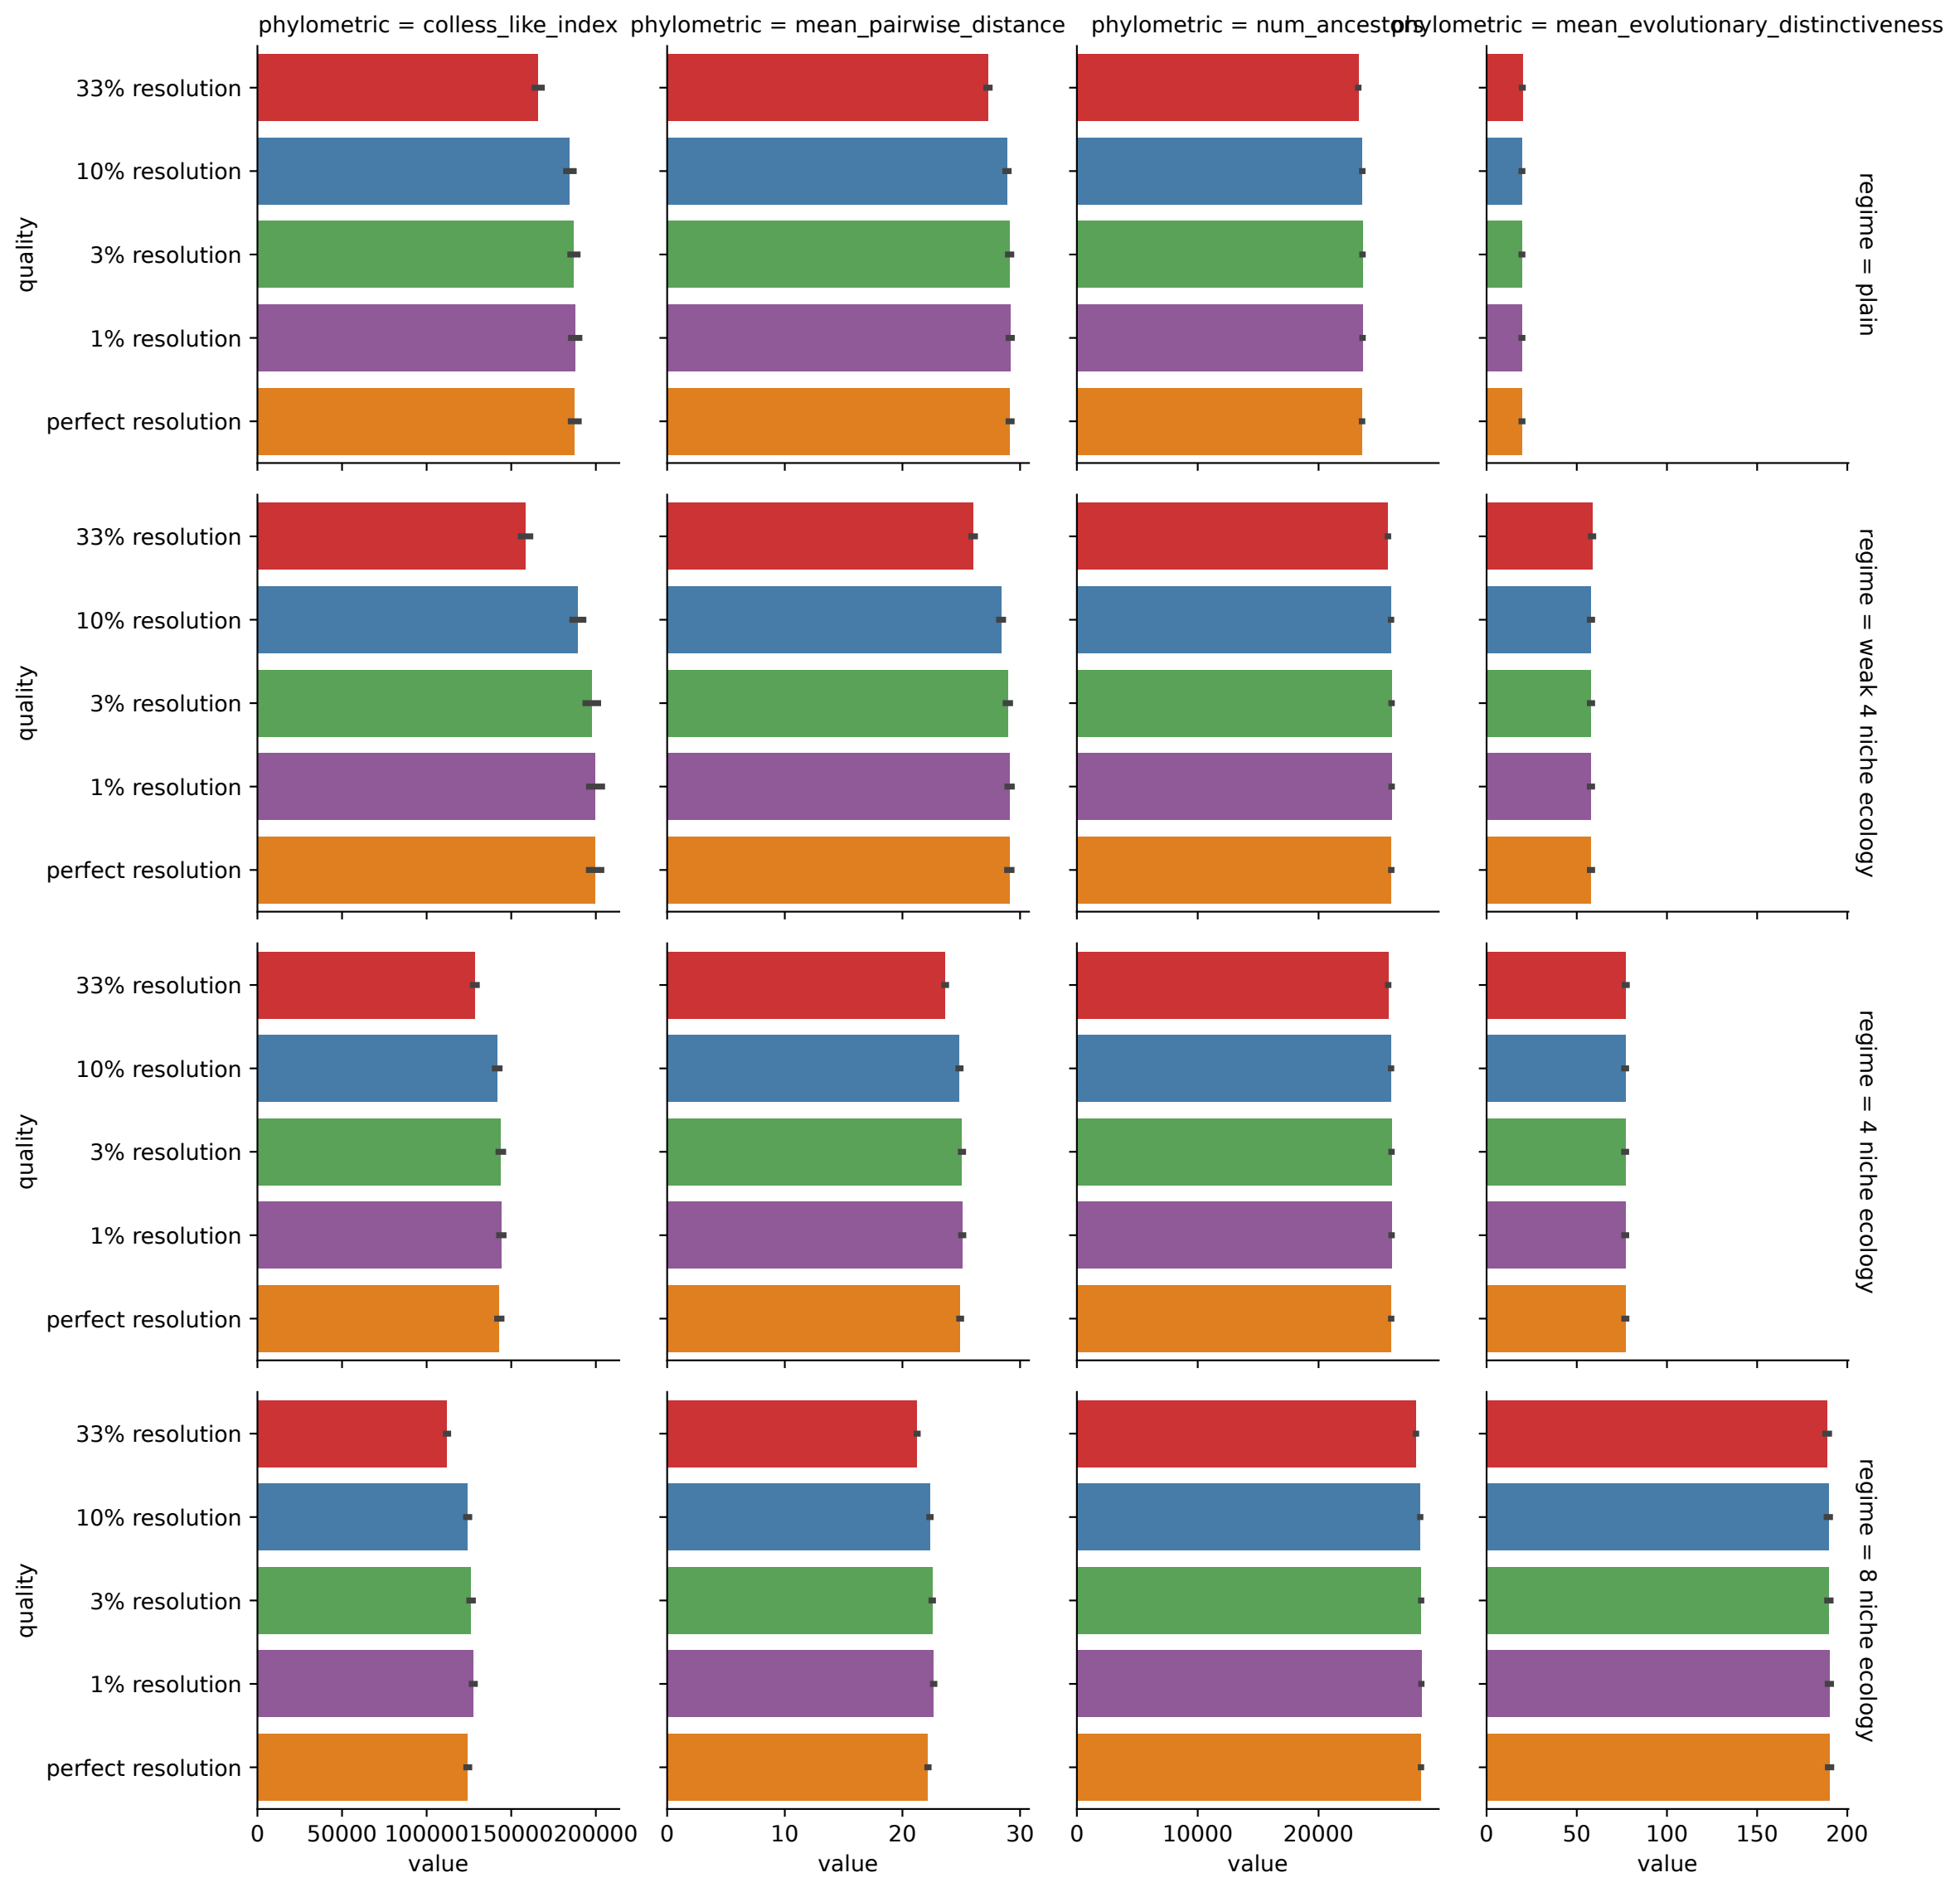 phylometric = colless_like_index
phylometric = mean_pairwise_distance
phylometric = num_ancestors
phylometric = mean_evolutionary_distinctiveness
quality
33% resolution
10% resolution
3% resolution
1% resolution
perfect resolution
regime = plain
quality
33% resolution
10% resolution
3% resolution
1% resolution
perfect resolution
regime = weak 4 niche ecology
quality
33% resolution
10% resolution
3% resolution
1% resolution
perfect resolution
regime = 4 niche ecology
quality
33% resolution
10% resolution
3% resolution
1% resolution
perfect resolution
regime = 8 niche ecology
0 50000 100000 150000 200000
0 10 20 30
0 10000 20000
0 50 100 150 200
value
value
value
value